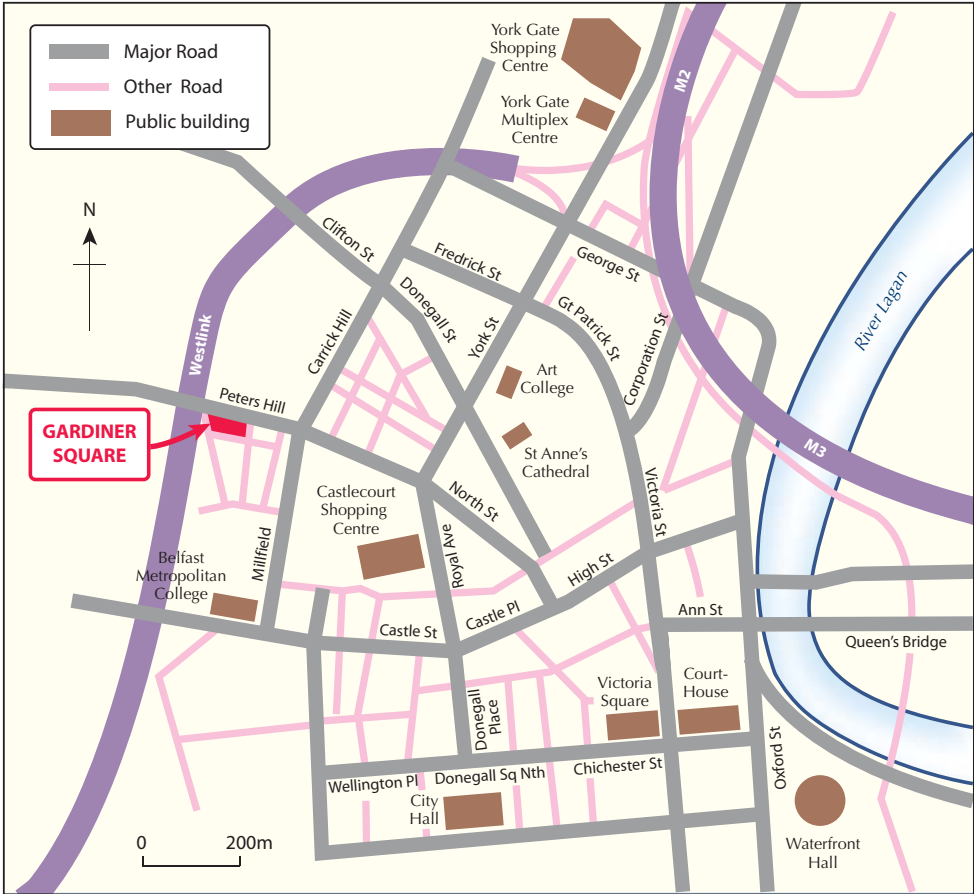 Major Road
Other Road
Public building
York Gate
Shopping
Centre
York Gate
Multiplex
Centre
M2
N
Clifton St
Fredrick St
George St
Donegall St
Gt Patrick St
River Lagan
Westlink
Carrick Hill
York St
Corporation St
Peters Hill
Art
College
GARDINER
SQUARE
St Anne's
Cathedral
M3
Castlecourt
Shopping
Centre
North St
Victoria St
Millfield
Royal Ave
High St
Belfast
Metropolitan
College
Castle Pl
Ann St
Castle St
Queen's Bridge
Victoria
Square
Court-
House
Donegall
Place
Oxford St
Wellington Pl
Donegall Sq Nth
Chichester St
City
Hall
0
200m
Waterfront
Hall